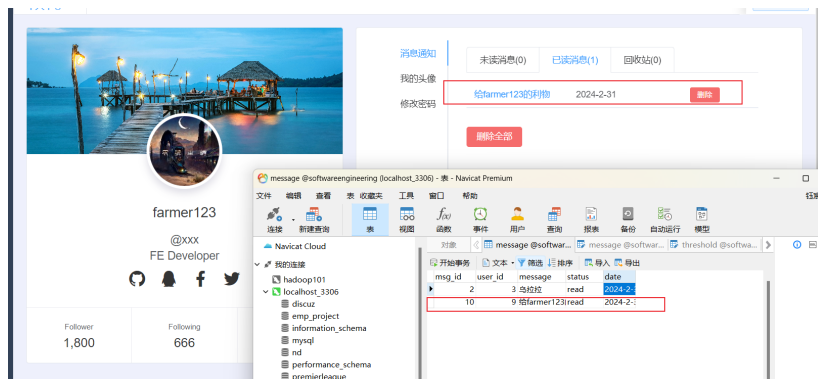 消息通知
我的头像
修改密码
未读消息(0)
已读消息(1)
回收站(0)
给farmer123的利物 2024-2-31 删除
删除全部
farmer123
@xxx
FE Developer
Follower
1,800
Following
666
message @softwareengineering (localhost_3306) - 表 - Navicat Premium
文件 编辑 查看 表 收藏夹 工具 窗口 帮助
连接 新建查询 表 视图 函数 事件 用户 查询 报表 备份 自动运行 模型
f(x)
Navicat Cloud
我的连接
hadoop101
localhost_3306
discuz
emp_project
information_schema
mysql
nd
performance_schema
premierleague
对象 message @softwar... message @softwar... threshold @softwa...
开始事务 文本 筛选 排序 导入 导出
msg_id user_id message status date
2 3 乌拉拉 read 2024-2-
10 9 给farmer123 read 2024-2-